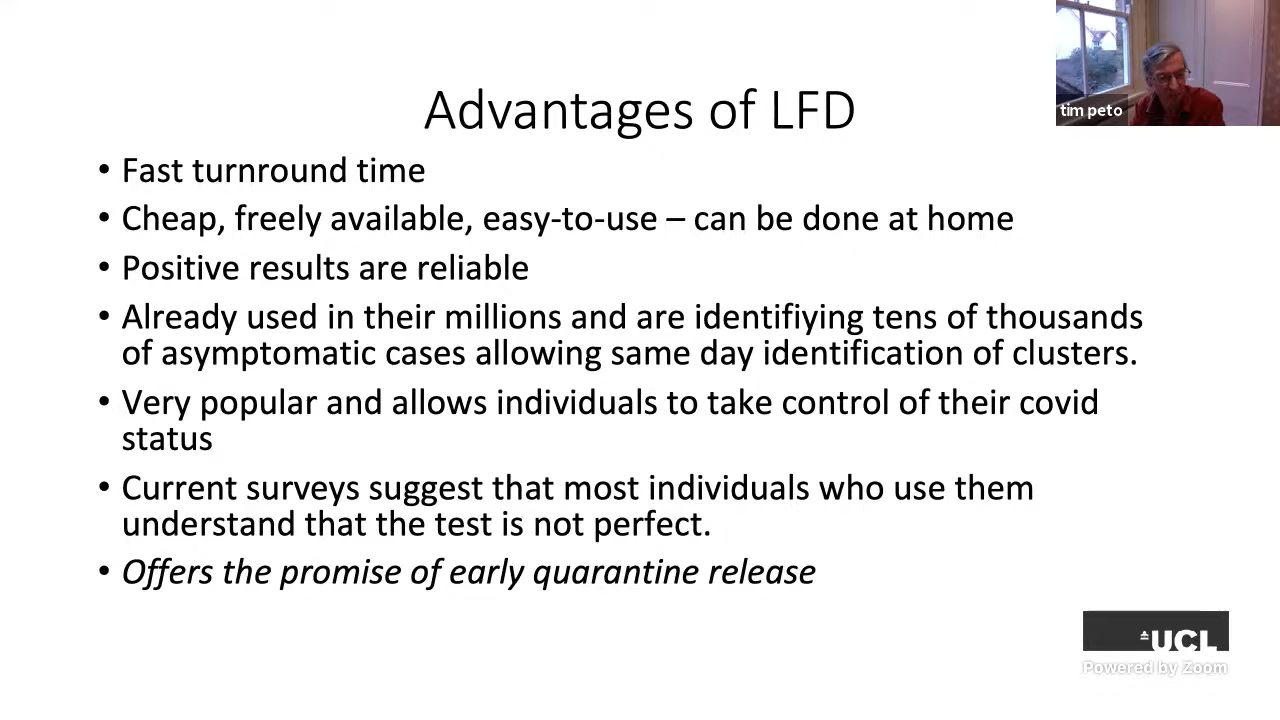 Advantages of LFD
• Fast turnround time
• Cheap, freely available, easy-to-use – can be done at home
• Positive results are reliable
• Already used in their millions and are identifiying tens of thousands
of asymptomatic cases allowing same day identification of clusters.
• Very popular and allows individuals to take control of their covid
status
• Current surveys suggest that most individuals who use them
understand that the test is not perfect.
• Offers the promise of early quarantine release
tim peto
UCL
Powered by Zoom